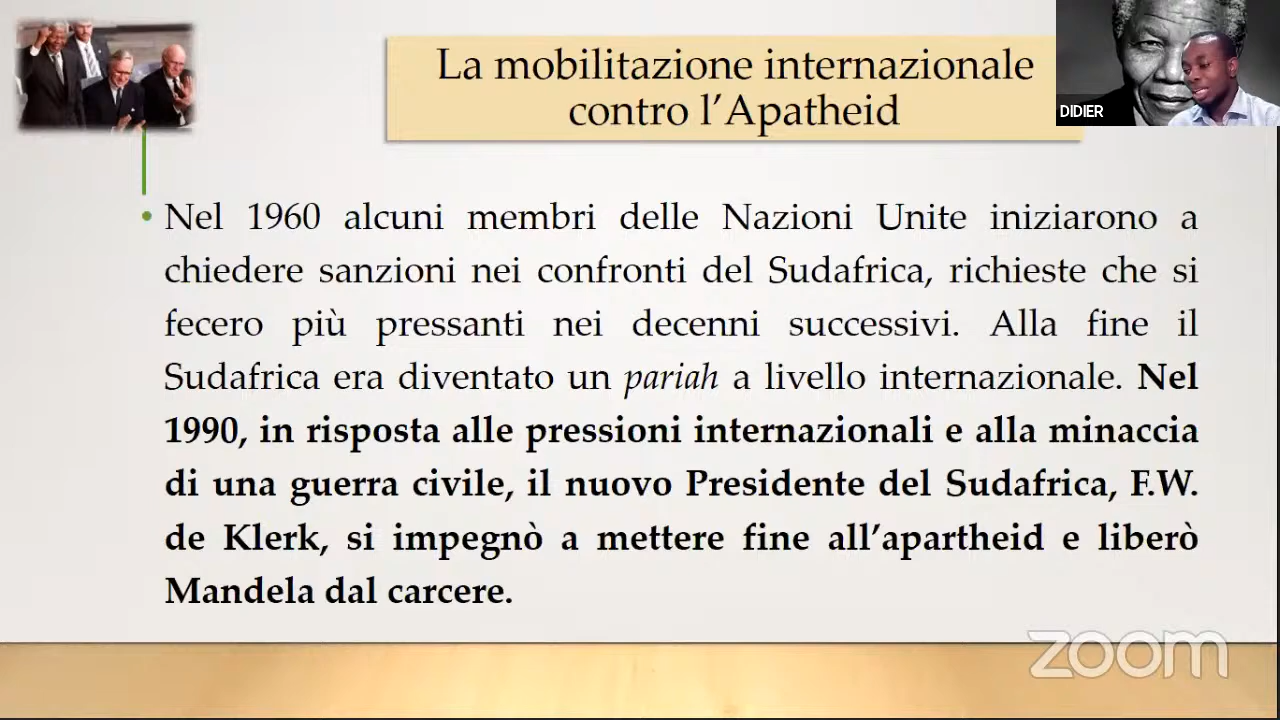 La mobilitazione internazionale
contro l’Apatheid
DIDIER
Nel 1960 alcuni membri delle Nazioni Unite iniziarono a
chiedere sanzioni nei confronti del Sudafrica, richieste che si
fecero più pressanti nei decenni successivi. Alla fine il
Sudafrica era diventato un pariah a livello internazionale. Nel
1990, in risposta alle pressioni internazionali e alla minaccia
di una guerra civile, il nuovo Presidente del Sudafrica, F.W.
de Klerk, si impegnò a mettere fine all’apartheid e liberò
Mandela dal carcere.
zoom